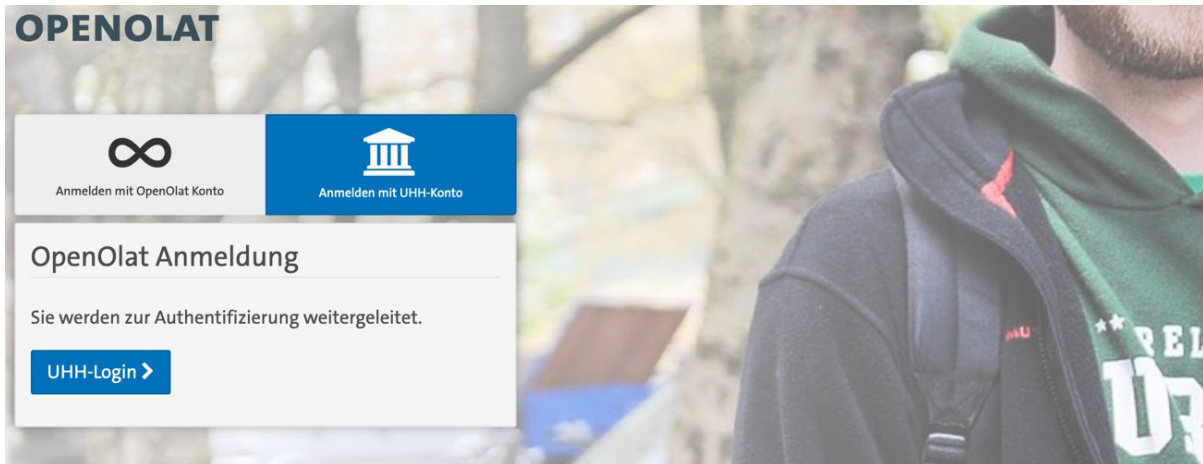 OPENOLAT
Anmelden mit OpenOlat Konto
Anmelden mit UHH-Konto
OpenOlat Anmeldung
Sie werden zur Authentifizierung weitergeleitet.
UHH-Login